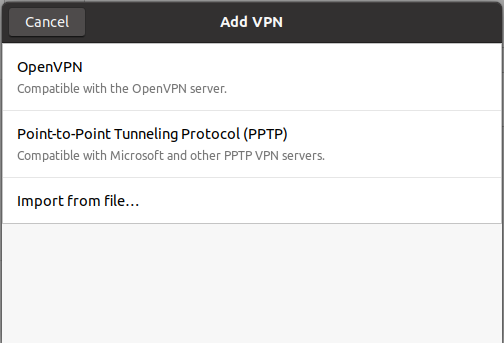 Cancel
Add VPN
OpenVPN
Compatible with the OpenVPN server.
Point-to-Point Tunneling Protocol (PPTP)
Compatible with Microsoft and other PPTP VPN servers.
Import from file…